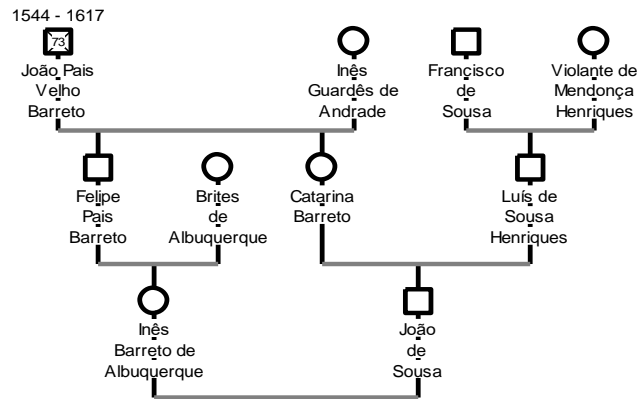 1544 - 1617
73
João Pais
Velho
Barreto
Inês
Guardês de
Andrade
Francisco
de
Sousa
Violante de
Mendonça
Henriques
Felipe
Pais
Barreto
Brites
de
Albuquerque
Catarina
Barreto
Luís de
Sousa
Henriques
Inês
Barreto de
Albuquerque
João
de
Sousa